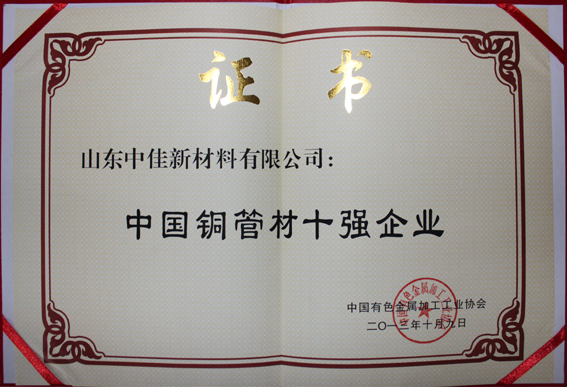 证书
山东中佳新材料有限公司：
中国铜管材十强企业
中国有色金属加工工业协会
二〇一三年十月九日